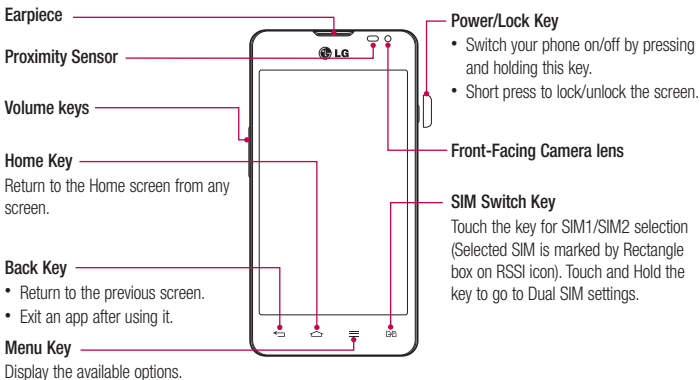 Earpiece
Proximity Sensor
Volume keys
Home Key
Return to the Home screen from any
screen.
Back Key
• Return to the previous screen.
• Exit an app after using it.
Menu Key
Display the available options.
LG
Power/Lock Key
• Switch your phone on/off by pressing
and holding this key.
• Short press to lock/unlock the screen.
Front-Facing Camera lens
SIM Switch Key
Touch the key for SIM1/SIM2 selection
(Selected SIM is marked by Rectangle
box on RSSI icon). Touch and Hold the
key to go to Dual SIM settings.